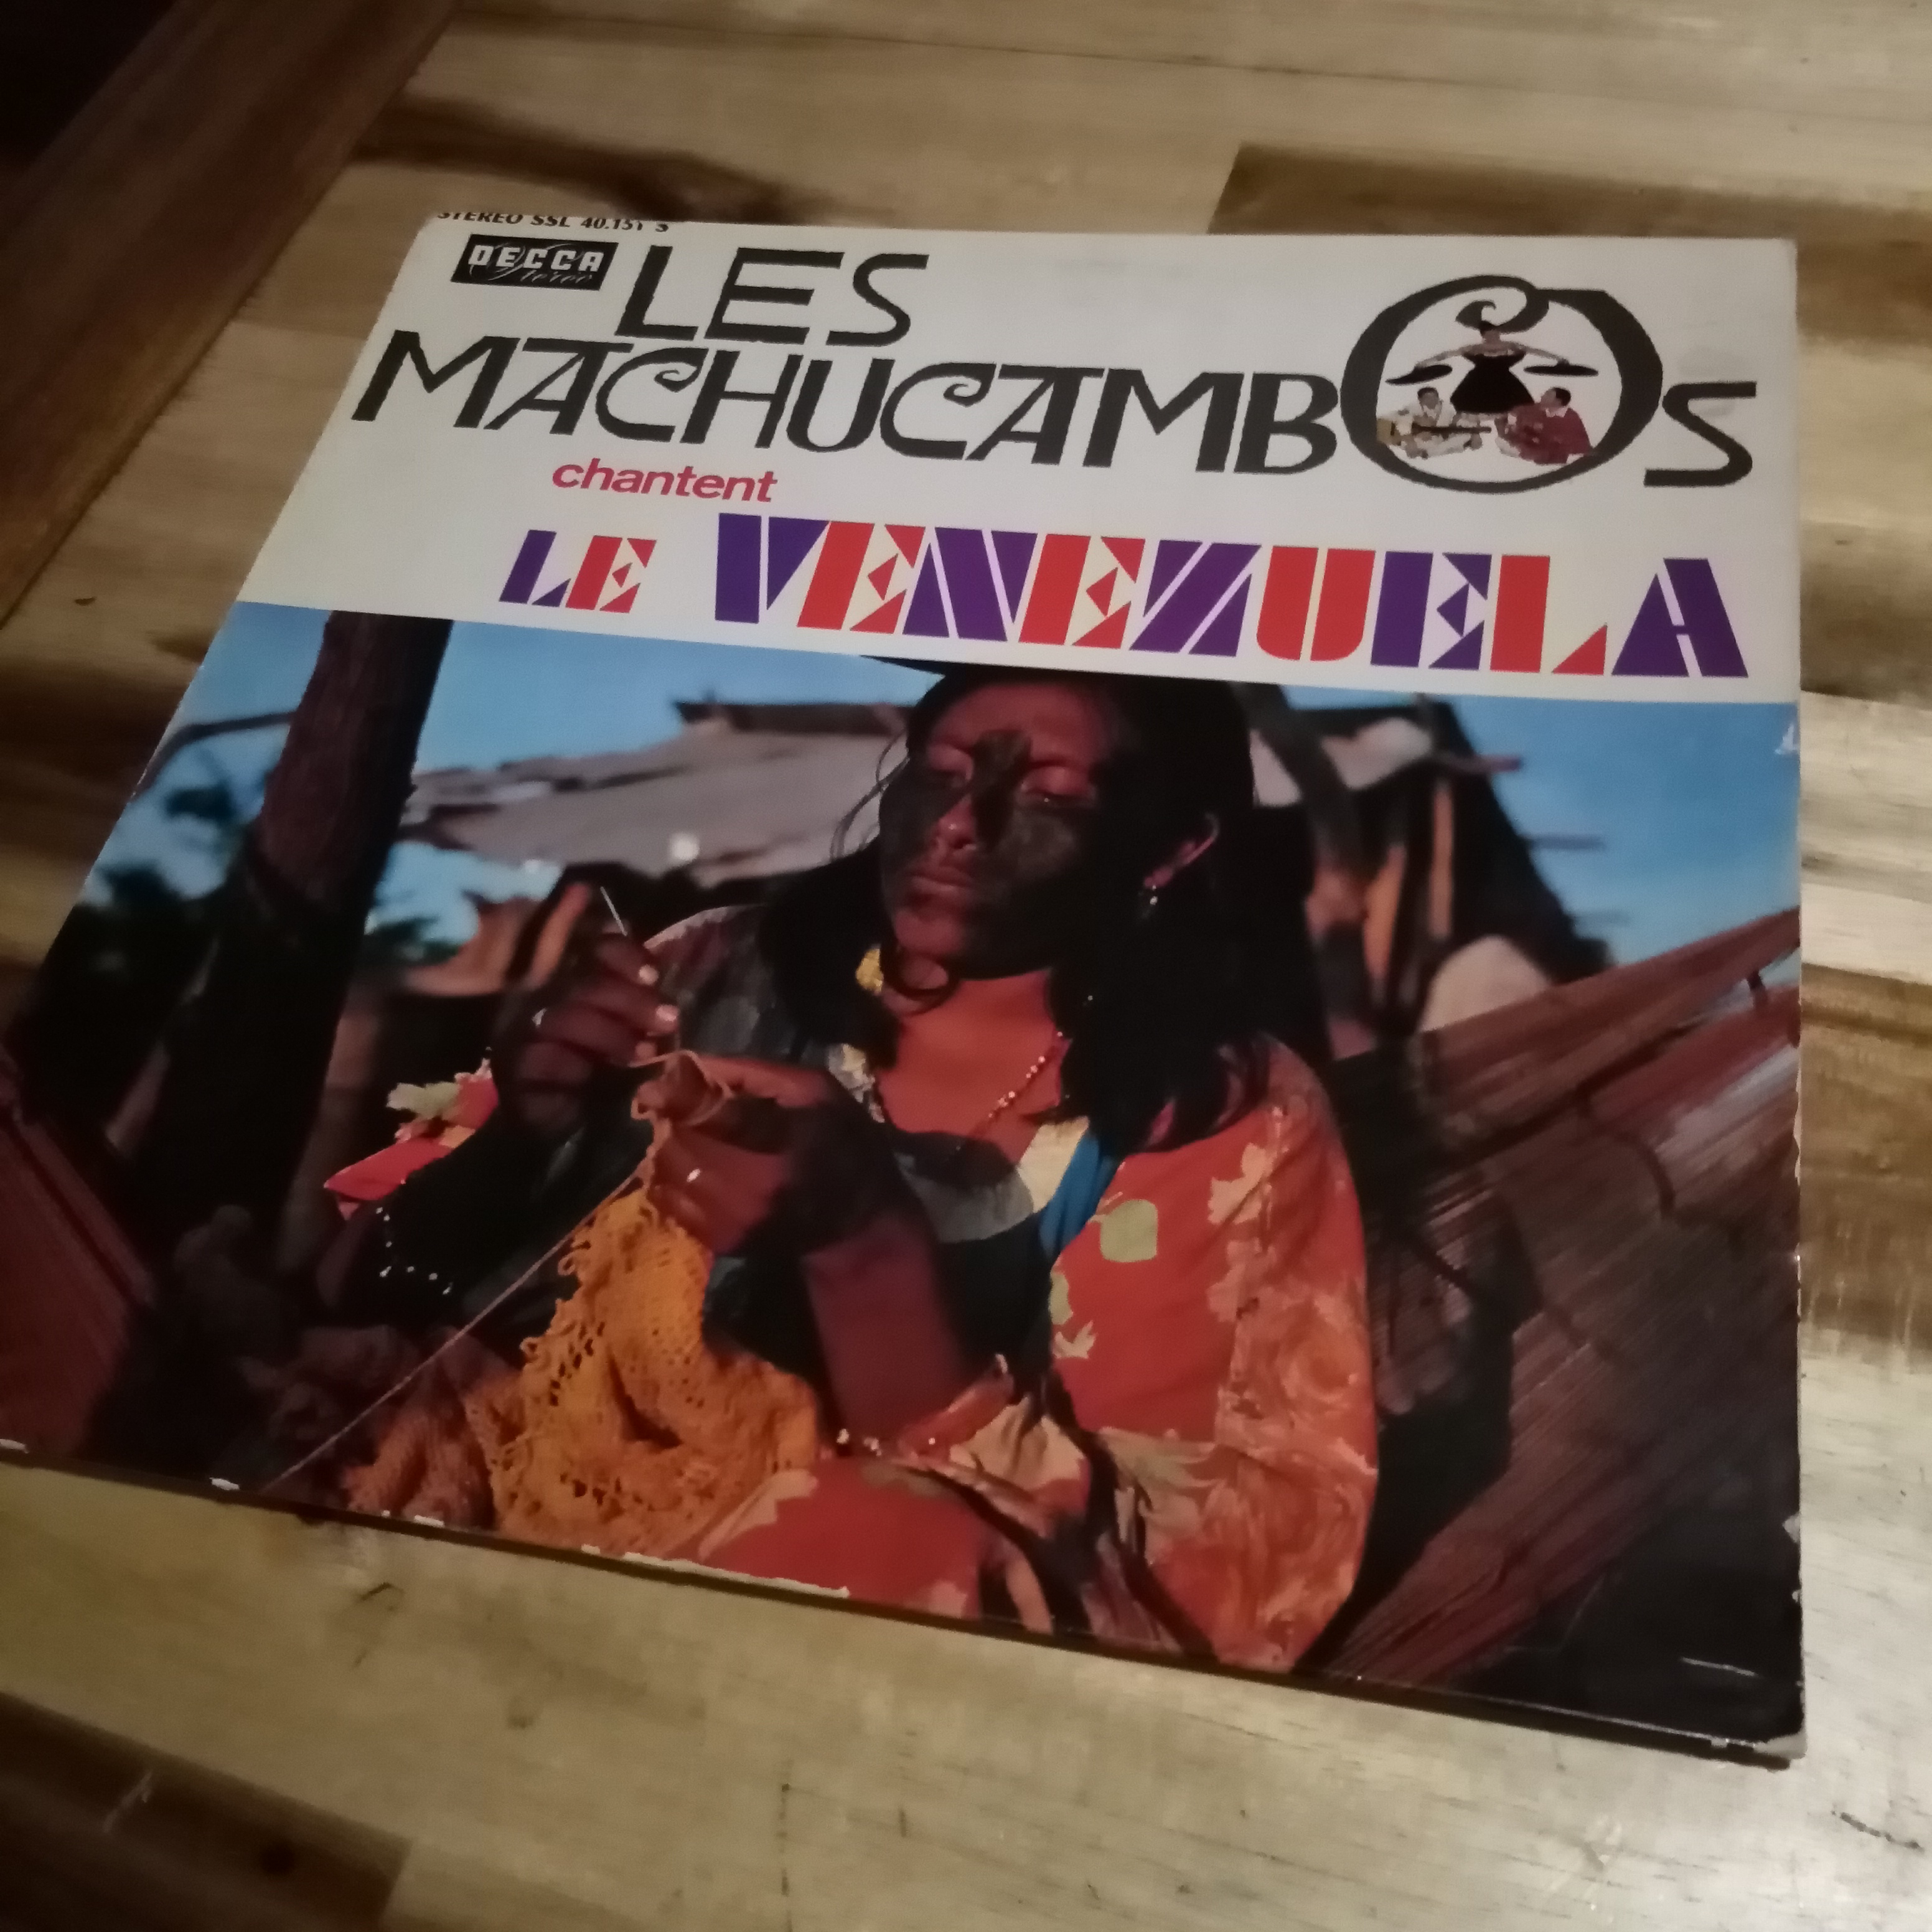 STEREO SSL 40.151 S
DECCA
Stereo
LES
MACHUCAMBOS
chantent
LE VENEZUELA